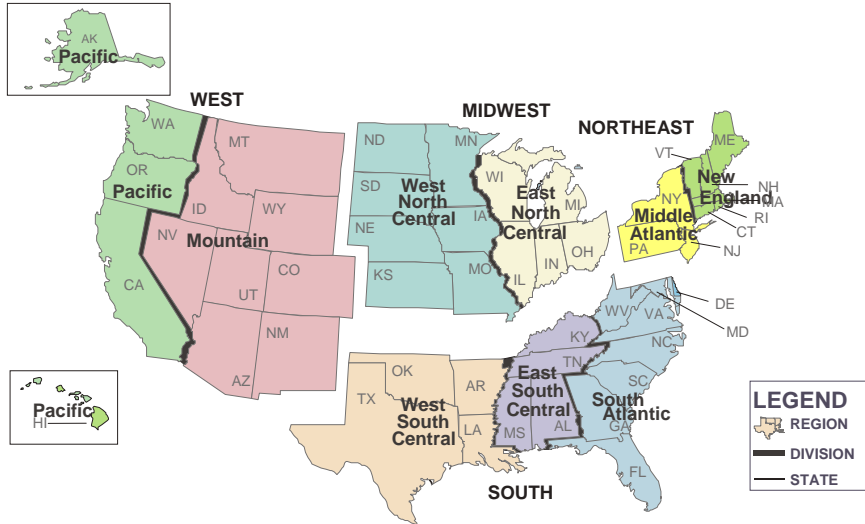 AK
Pacific
WEST
MIDWEST
NORTHEAST
WA
OR
Pacific
CA
MT
ID
WY
NV
Mountain
UT
CO
AZ
NM
Pacific
HI
ND
MN
SD
West
North
Central
NE
IA
KS
MO
WI
MI
East
North
Central
IL
IN
OH
ME
VT
New
England
NH
MA
RI
CT
NY
Middle
Atlantic
PA
NJ
DE
MD
WV
VA
KY
NC
TN
SC
East
South
Central
MS
AL
South
Atlantic
GA
FL
OK
AR
TX
LA
West
South
Central
SOUTH
LEGEND
REGION
DIVISION
STATE